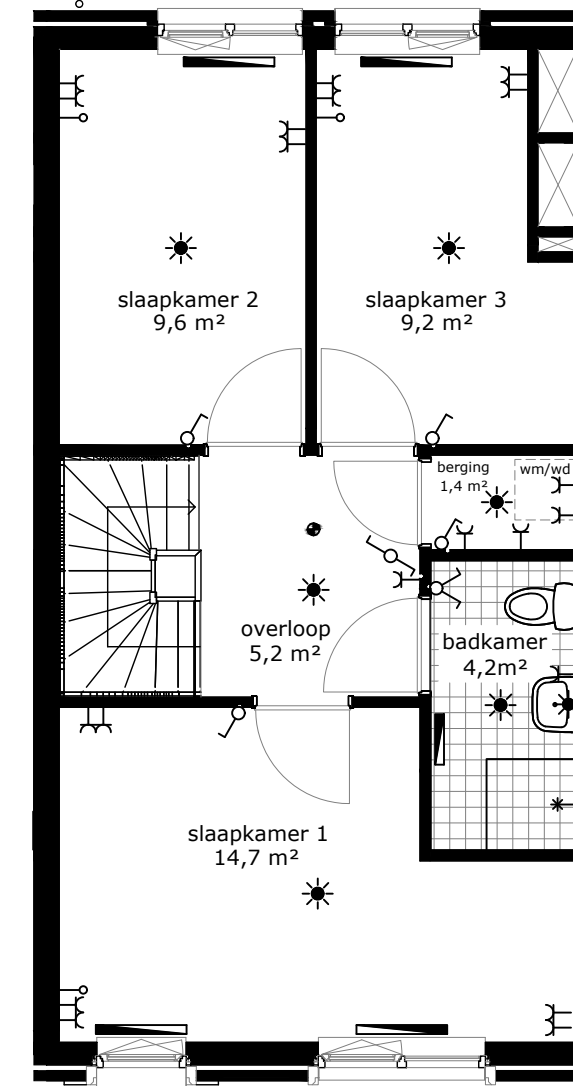 slaapkamer 2
9,6 m²
slaapkamer 3
9,2 m²
berging
1,4 m²
wm/wd
overloop
5,2 m²
badkamer
4,2m²
slaapkamer 1
14,7 m²